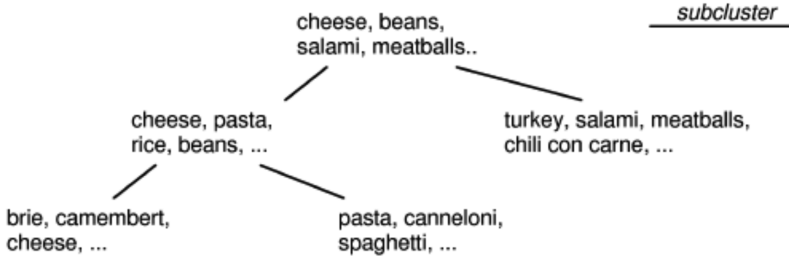 subcluster
cheese, beans,
salami, meatballs..
cheese, pasta,
rice, beans, ...
turkey, salami, meatballs,
chili con carne, ...
brie, camembert,
cheese, ...
pasta, canneloni,
spaghetti, ...